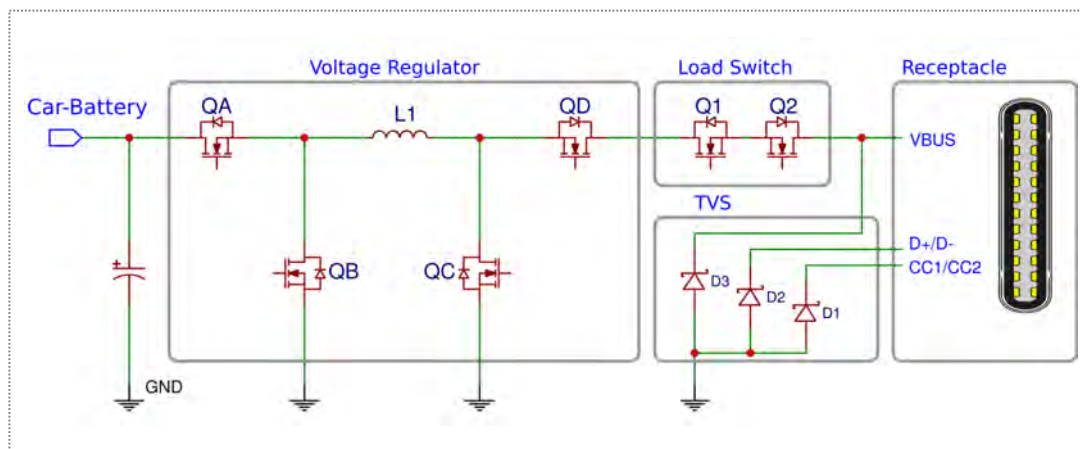 Voltage Regulator
Load Switch
Receptacle
Car-Battery
QA
L1
QD
Q1
Q2
VBUS
TVS
D+/D-
CC1/CC2
QB
QC
D3
D2
D1
GND